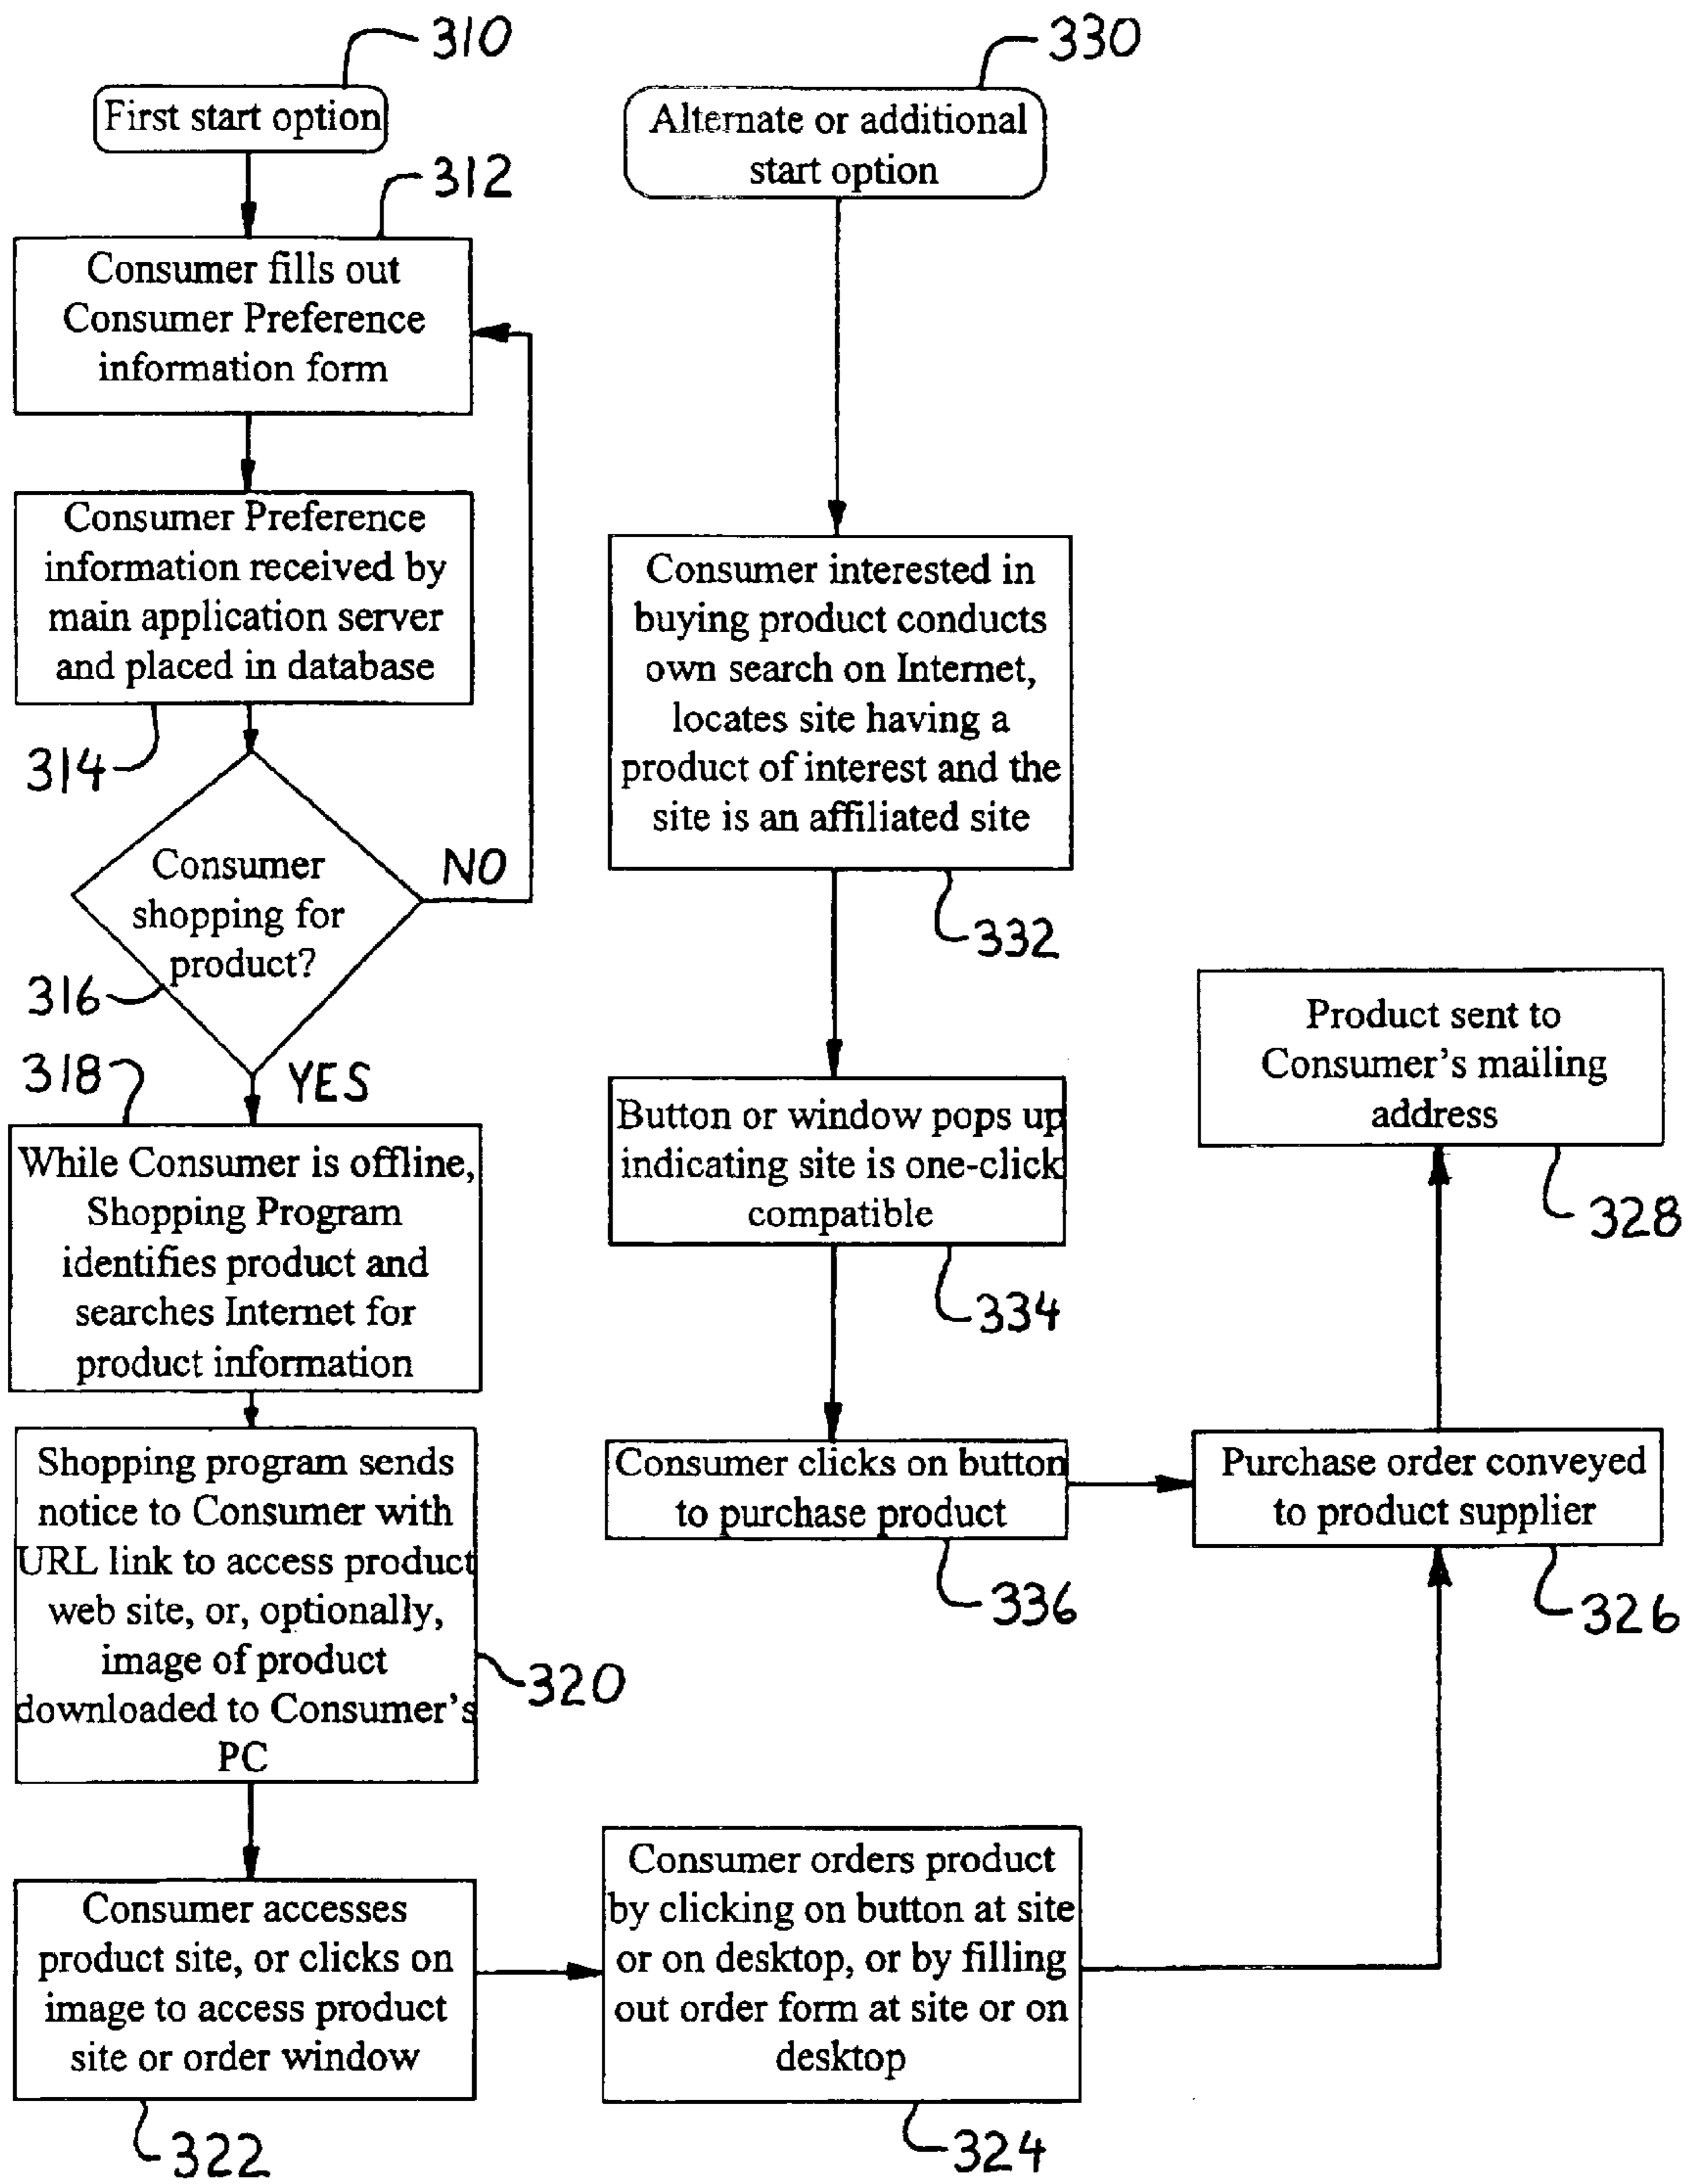 310
First start option
312
Consumer fills out
Consumer Preference
information form
Consumer Preference
information received by
main application server
and placed in database
314
Consumer
shopping for
product?
NO
316
YES
318
While Consumer is offline,
Shopping Program
identifies product and
searches Internet for
product information
Shopping program sends
notice to Consumer with
URL link to access product
web site, or, optionally,
image of product
downloaded to Consumer's
PC
320
Consumer accesses
product site, or clicks on
image to access product
site or order window
322
Consumer orders product
by clicking on button at site
or on desktop, or by filling
out order form at site or on
desktop
324
330
Alternate or additional
start option
Consumer interested in
buying product conducts
own search on Internet,
locates site having a
product of interest and the
site is an affiliated site
332
Button or window pops up
indicating site is one-click
compatible
334
Consumer clicks on button
to purchase product
336
Purchase order conveyed
to product supplier
326
Product sent to
Consumer's mailing
address
328